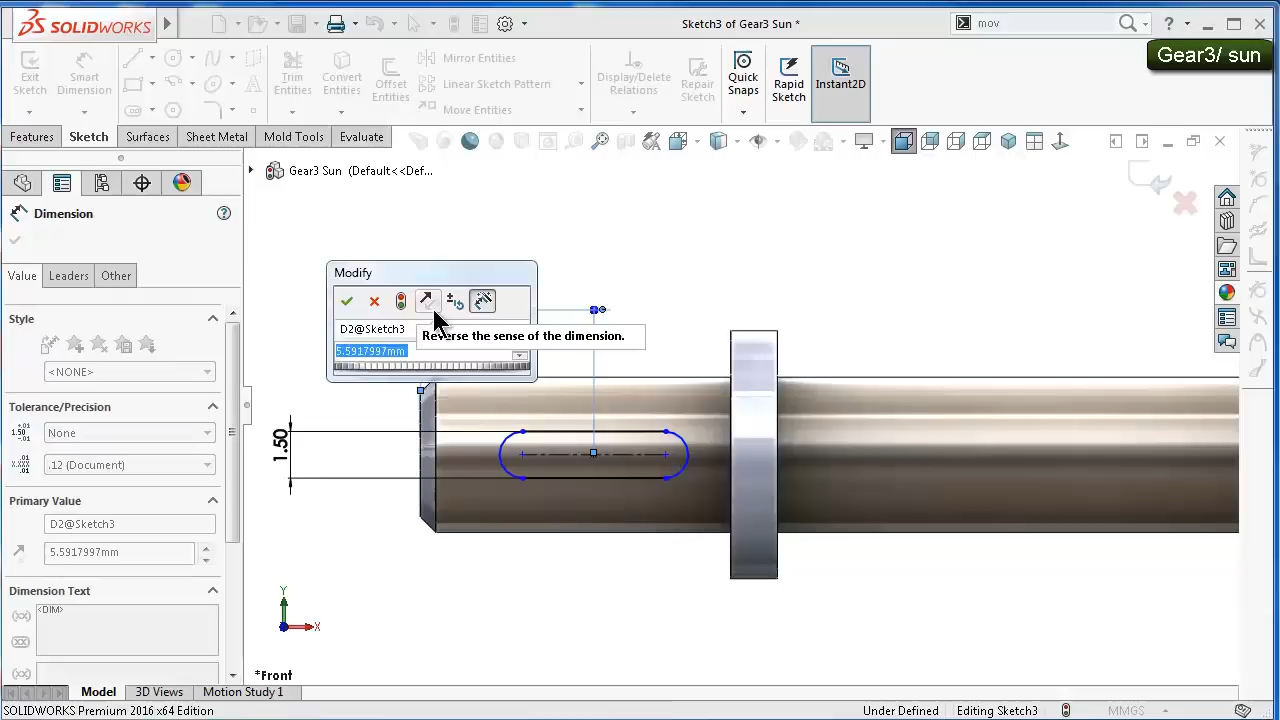 SOLIDWORKS
Sketch3 of Gear3 Sun *
mov
?
Gear3/ sun
Exit Sketch
Smart Dimension
Trim Entities
Convert Entities
Offset Entities
Mirror Entities
Linear Sketch Pattern
Move Entities
Display/Delete Relations
Repair Sketch
Quick Snaps
Rapid Sketch
Instant2D
Features
Sketch
Surfaces
Sheet Metal
Mold Tools
Evaluate
Gear3 Sun (Default<<Def...
Dimension
?
Value
Leaders
Other
Style
<NONE>
Tolerance/Precision
None
.12 (Document)
Primary Value
D2@Sketch3
5.5917997mm
Dimension Text
<DIM>
Modify
D2@Sketch3
Reverse the sense of the dimension.
5.5917997mm
1.50
Y
X
*Front
Model
3D Views
Motion Study 1
SOLIDWORKS Premium 2016 x64 Edition
Under Defined
Editing Sketch3
MMGS